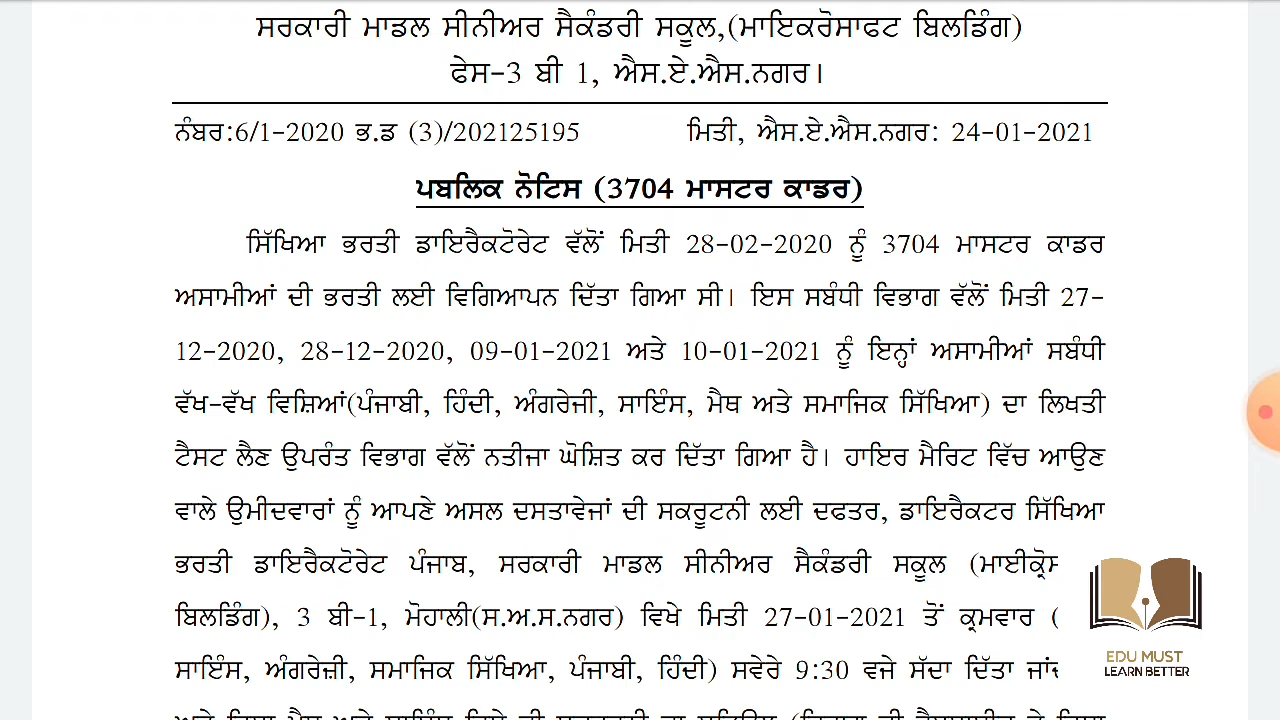 ਸਰਕਾਰੀ ਮਾਡਲ ਸੀਨੀਅਰ ਸੈਕੰਡਰੀ ਸਕੂਲ,(ਮਾਇਕਰੋਸਾਫਟ ਬਿਲਡਿੰਗ)
ਫੇਸ-3 ਬੀ 1, ਐਸ.ਏ.ਐਸ.ਨਗਰ।
ਨੰਬਰ:6/1-2020 ਭ.ਡ (3)/202125195 ਮਿਤੀ, ਐਸ.ਏ.ਐਸ.ਨਗਰ: 24-01-2021
ਪਬਲਿਕ ਨੋਟਿਸ (3704 ਮਾਸਟਰ ਕਾਡਰ)
ਸਿੱਖਿਆ ਭਰਤੀ ਡਾਇਰੈਕਟੋਰੇਟ ਵੱਲੋਂ ਮਿਤੀ 28-02-2020 ਨੂੰ 3704 ਮਾਸਟਰ ਕਾਡਰ
ਅਸਾਮੀਆਂ ਦੀ ਭਰਤੀ ਲਈ ਵਿਗਿਆਪਨ ਦਿੱਤਾ ਗਿਆ ਸੀ। ਇਸ ਸਬੰਧੀ ਵਿਭਾਗ ਵੱਲੋਂ ਮਿਤੀ 27-
12-2020, 28-12-2020, 09-01-2021 ਅਤੇ 10-01-2021 ਨੂੰ ਇਨ੍ਹਾਂ ਅਸਾਮੀਆਂ ਸਬੰਧੀ
ਵੱਖ-ਵੱਖ ਵਿਸ਼ਿਆਂ(ਪੰਜਾਬੀ, ਹਿੰਦੀ, ਅੰਗਰੇਜੀ, ਸਾਇੰਸ, ਮੈਥ ਅਤੇ ਸਮਾਜਿਕ ਸਿੱਖਿਆ) ਦਾ ਲਿਖਤੀ
ਟੈਸਟ ਲੈਣ ਉਪਰੰਤ ਵਿਭਾਗ ਵੱਲੋਂ ਨਤੀਜਾ ਘੋਸ਼ਿਤ ਕਰ ਦਿੱਤਾ ਗਿਆ ਹੈ। ਹਾਇਰ ਮੈਰਿਟ ਵਿੱਚ ਆਉਣ
ਵਾਲੇ ਉਮੀਦਵਾਰਾਂ ਨੂੰ ਆਪਣੇ ਅਸਲ ਦਸਤਾਵੇਜਾਂ ਦੀ ਸਕਰੂਟਨੀ ਲਈ ਦਫਤਰ, ਡਾਇਰੈਕਟਰ ਸਿੱਖਿਆ
ਭਰਤੀ ਡਾਇਰੈਕਟੋਰੇਟ ਪੰਜਾਬ, ਸਰਕਾਰੀ ਮਾਡਲ ਸੀਨੀਅਰ ਸੈਕੰਡਰੀ ਸਕੂਲ
ਬਿਲਡਿੰਗ), 3 ਬੀ-1, ਮੋਹਾਲੀ(ਸ.ਅ.ਸ.ਨਗਰ) ਵਿਖੇ ਮਿਤੀ 27-01-2021 ਤੋਂ ਕ੍ਰਮਵਾਰ (
ਸਾਇੰਸ, ਅੰਗਰੇਜ਼ੀ, ਸਮਾਜਿਕ ਸਿੱਖਿਆ, ਪੰਜਾਬੀ, ਹਿੰਦੀ) ਸਵੇਰੇ 9:30 ਵਜੇ ਸੱਦਾ ਦਿੱਤਾ
EDU MUST
LEARN BETTER